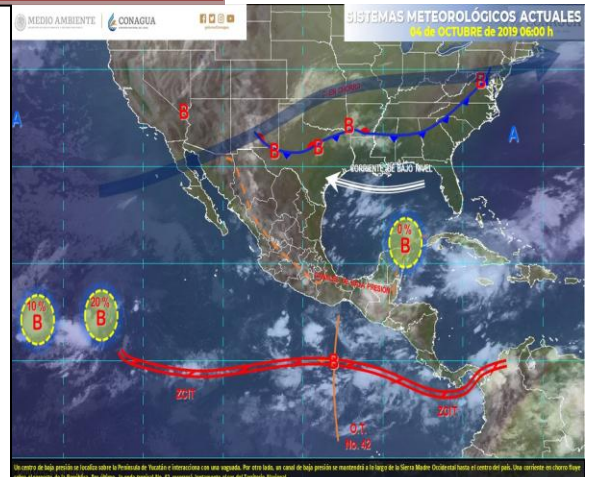 MEDIO AMBIENTE
CONAGUA
SISTEMAS METEOROLÓGICOS ACTUALES
04 de OCTUBRE de 2019 06:00 h
B
B
A
B
B
B
A
CORRIENTE DE BAJO NIVEL
0 %
B
10 %
B
20 %
B
B
ZCIT
ZCIT
O.T.
No. 42
Un centro de baja presión se localiza sobre la Península de Yucatán e interacciona con una vaguada. Por otro lado, un canal de baja presión se mantendrá a lo largo de la Sierra Madre Occidental hasta el centro del país. Una corriente en chorro fluye